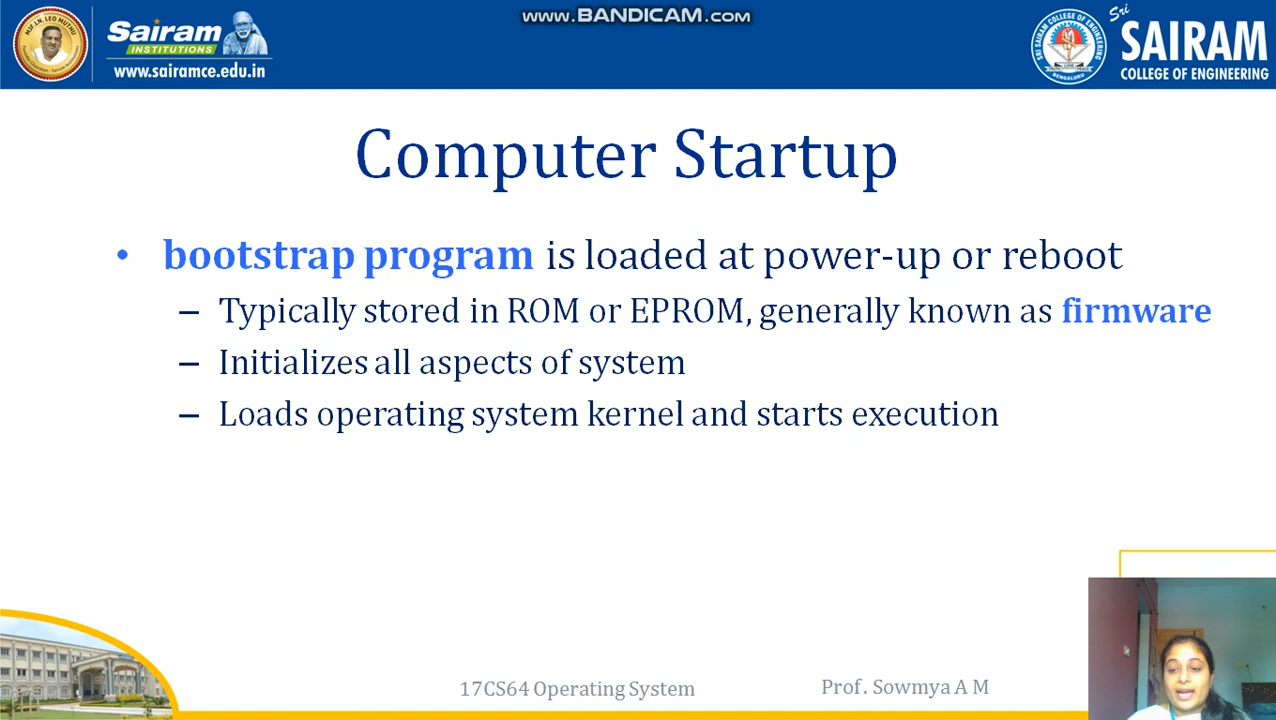 www.BANDICAM.com
Sairam
INSTITUTIONS
www.sairamce.edu.in
Sri
SAIRAM
COLLEGE OF ENGINEERING
Computer Startup
• bootstrap program is loaded at power-up or reboot
– Typically stored in ROM or EPROM, generally known as firmware
– Initializes all aspects of system
– Loads operating system kernel and starts execution
17CS64 Operating System
Prof. Sowmya A M